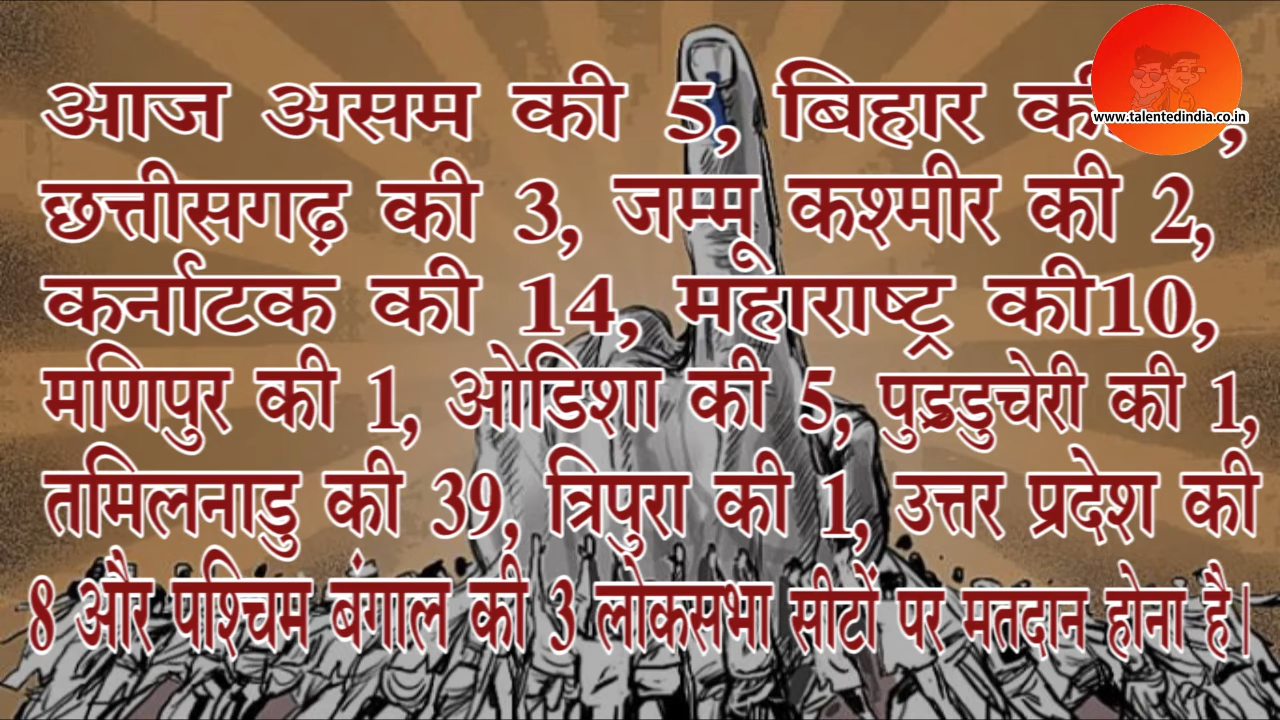 आज असम की 5, बिहार की ,
www.talentedindia.co.in
छत्तीसगढ़ की 3, जम्मू कश्मीर की 2,
कर्नाटक की 14, महाराष्ट्र की10,
मणिपुर की 1, ओडिशा की 5, पुड्रडुचेरी की 1,
तमिलनाडु की 39, त्रिपुरा की 1, उत्तर प्रदेश की
8 और पश्चिम बंगाल की 3 लोकसभा सीटों पर मतदान होना है।